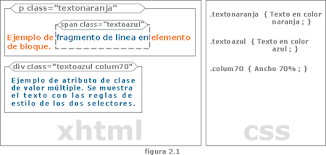 p class="textonaranja"
span class="textoazul"
Ejemplo de fragmento de línea en elemento
de bloque.
div class="textoazul colum70"
Ejemplo de atributo de clase
de valor múltiple. Se muestra
el texto con las reglas de
estilo de los dos selectores.
xhtml
.textonaranja { Texto en color
naranja ; }
.textoazul { Texto en color
azul ; }
.colum70 { Ancho 70% ; }
css
figura 2.1